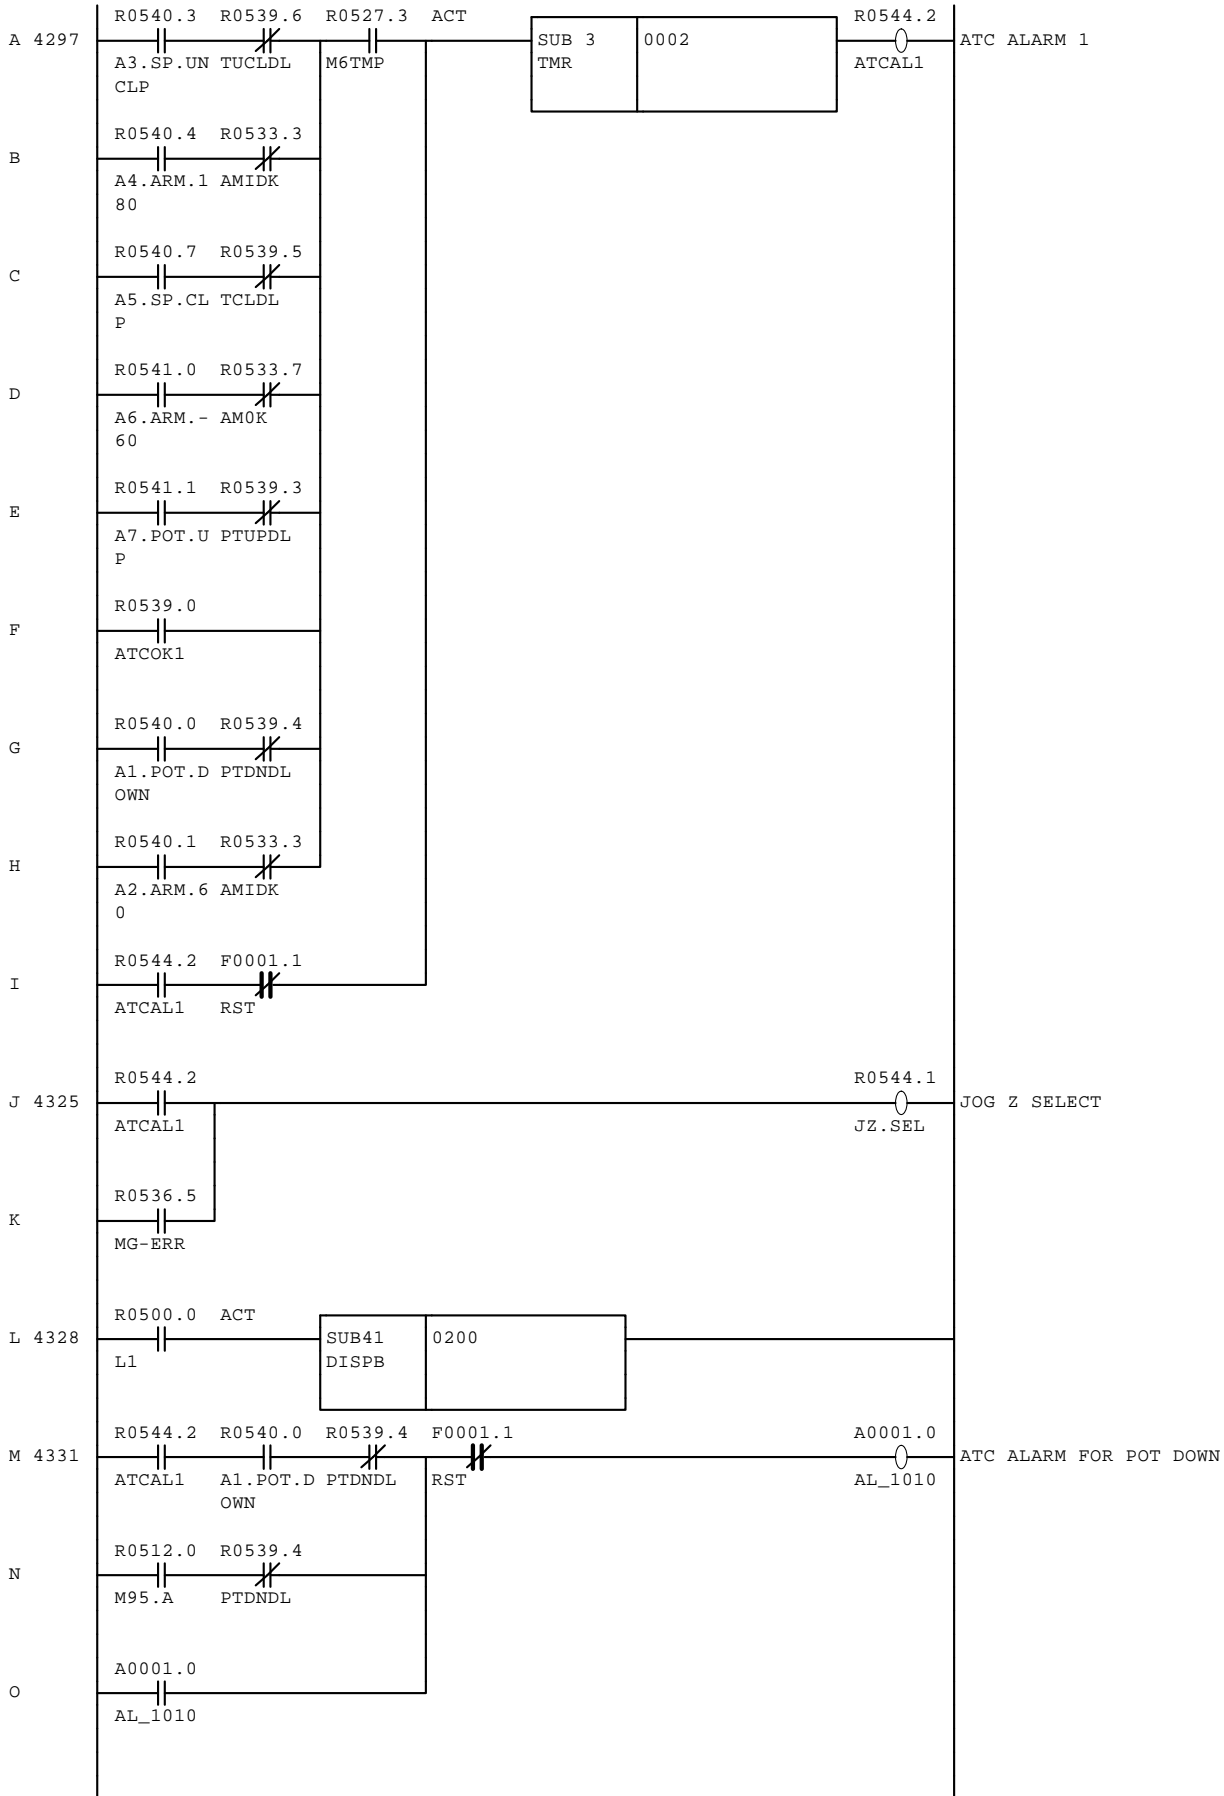 R0540.3 R0539.6 R0527.3 ACT R0544.2
A 4297 SUB 3 0002 ATC ALARM 1
A3.SP.UN TUCLDL M6TMP TMR ATCAL1
CLP
R0540.4 R0533.3
B
A4.ARM.1 AMIDK
80
R0540.7 R0539.5
C
A5.SP.CL TCLDL
P
R0541.0 R0533.7
D
A6.ARM.- AM0K
60
R0541.1 R0539.3
E
A7.POT.U PTUPDL
P
R0539.0
F
ATCOK1
R0540.0 R0539.4
G
A1.POT.D PTDNDL
OWN
R0540.1 R0533.3
H
A2.ARM.6 AMIDK
0
R0544.2 F0001.1
I
ATCAL1 RST
R0544.2 R0544.1
J 4325 JOG Z SELECT
ATCAL1 JZ.SEL
R0536.5
K
MG-ERR
R0500.0 ACT
L 4328 SUB41 0200
L1 DISPB
R0544.2 R0540.0 R0539.4 F0001.1 A0001.0
M 4331 ATC ALARM FOR POT DOWN
ATCAL1 A1.POT.D PTDNDL RST AL_1010
OWN
R0512.0 R0539.4
N
M95.A PTDNDL
A0001.0
O
AL_1010